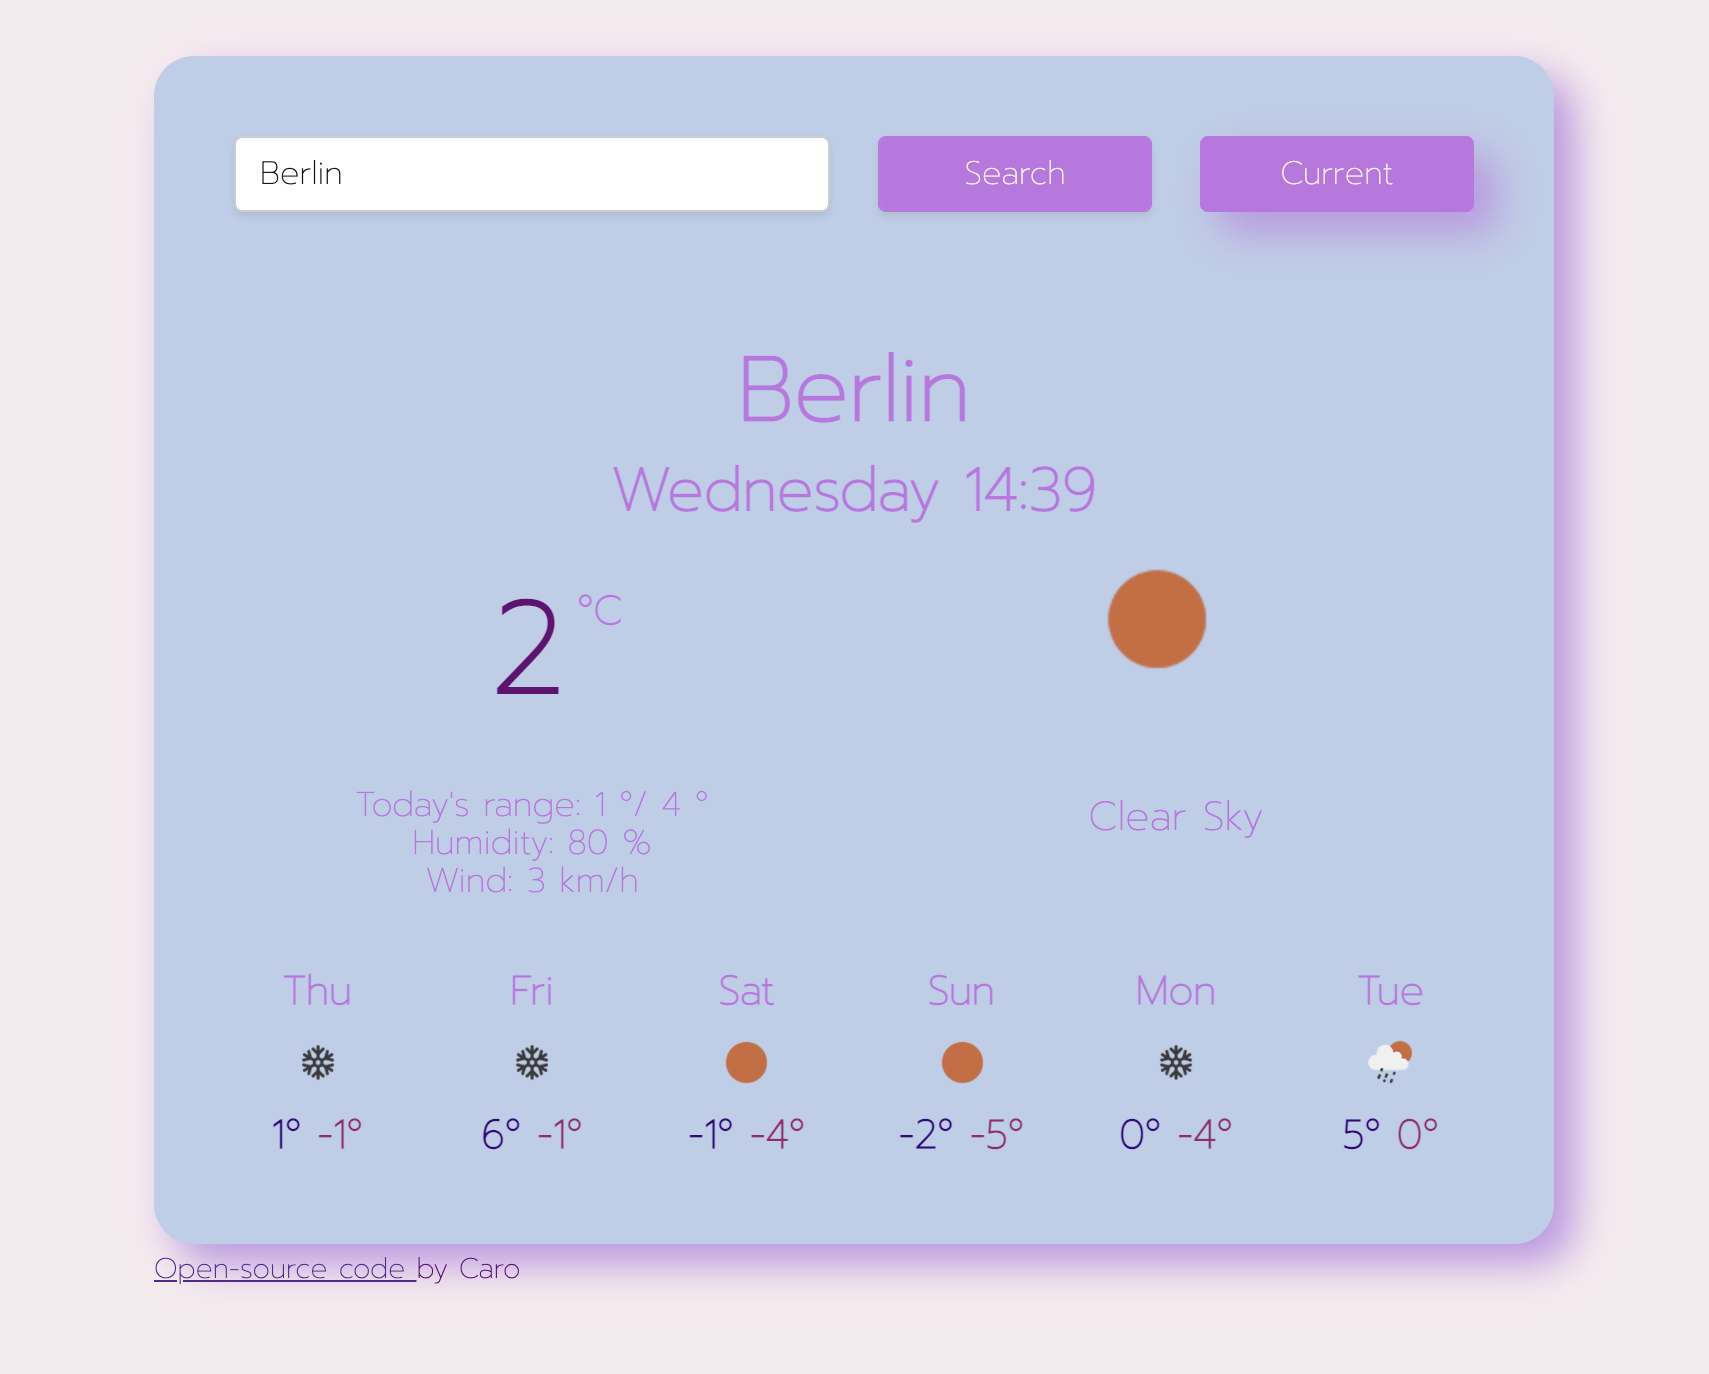 Berlin
Search
Current
Berlin
Wednesday 14:39
2 °C
Today's range: 1 °/ 4 °
Humidity: 80 %
Wind: 3 km/h
Clear Sky
Thu Fri Sat Sun Mon Tue
1° -1° 6° -1° -1° -4° -2° -5° 0° -4° 5° 0°
Open-source code by Caro